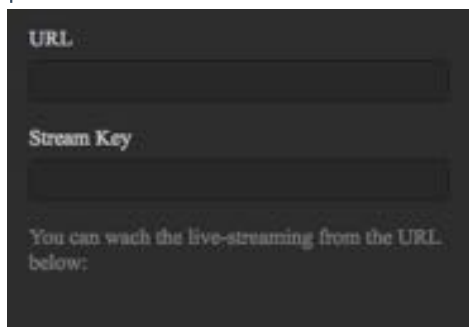 URL
Stream Key
You can wach the live-streaming from the URL
below: